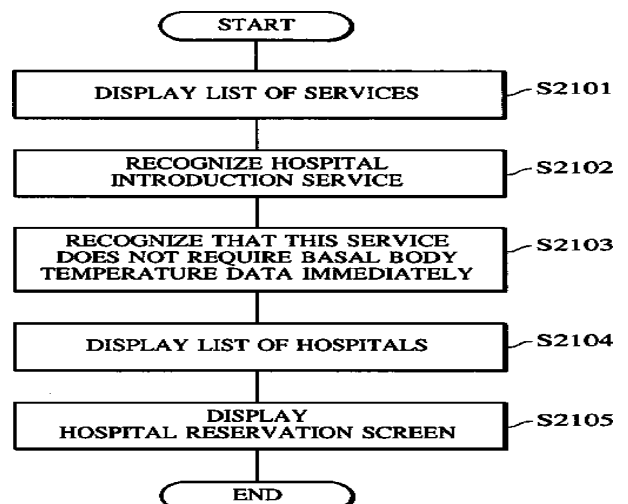 START
DISPLAY LIST OF SERVICES
S2101
RECOGNIZE HOSPITAL
INTRODUCTION SERVICE
S2102
RECOGNIZE THAT THIS SERVICE
DOES NOT REQUIRE BASAL BODY
TEMPERATURE DATA IMMEDIATELY
S2103
DISPLAY LIST OF HOSPITALS
S2104
DISPLAY
HOSPITAL RESERVATION SCREEN
S2105
END